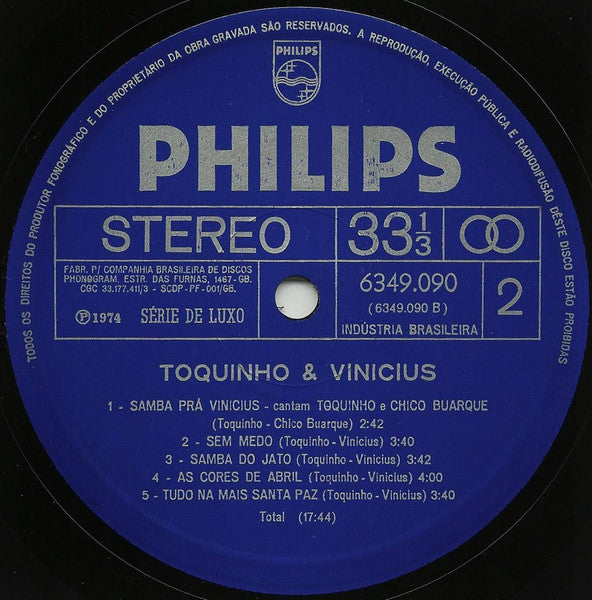 TODOS OS DIREITOS DO PRODUTOR FONOGRÁFICO E DO PROPRIETÁRIO DA OBRA GRAVADA SÃO RESERVADOS, A REPRODUÇÃO, EXECUÇÃO PÚBLICA E RADIODIFUSÃO DÊSTE DISCO ESTÃO PROIBIDAS
PHILIPS
PHILIPS
STEREO 33 1/3
FABR. P/ COMPANHIA BRASILEIRA DE DISCOS
PHONOGRAM. ESTR. DAS FURNAS, 1467-GB.
CGC 33.177.411/3 - SCDP - PF - 001/GB.
Ⓟ 1974 SÉRIE DE LUXO
6349.090
(6349.090 B)
INDÚSTRIA BRASILEIRA
2
TOQUINHO & VINICIUS
1 - SAMBA PRÁ VINICIUS - cantam TOQUINHO e CHICO BUARQUE
(Toquinho - Chico Buarque) 2:42
2 - SEM MEDO (Toquinho - Vinicius) 3:40
3 - SAMBA DO JATO (Toquinho - Vinicius) 3:42
4 - AS CORES DE ABRIL (Toquinho - Vinicius) 4:00
5 - TUDO NA MAIS SANTA PAZ (Toquinho - Vinicius) 3:40
Total (17:44)